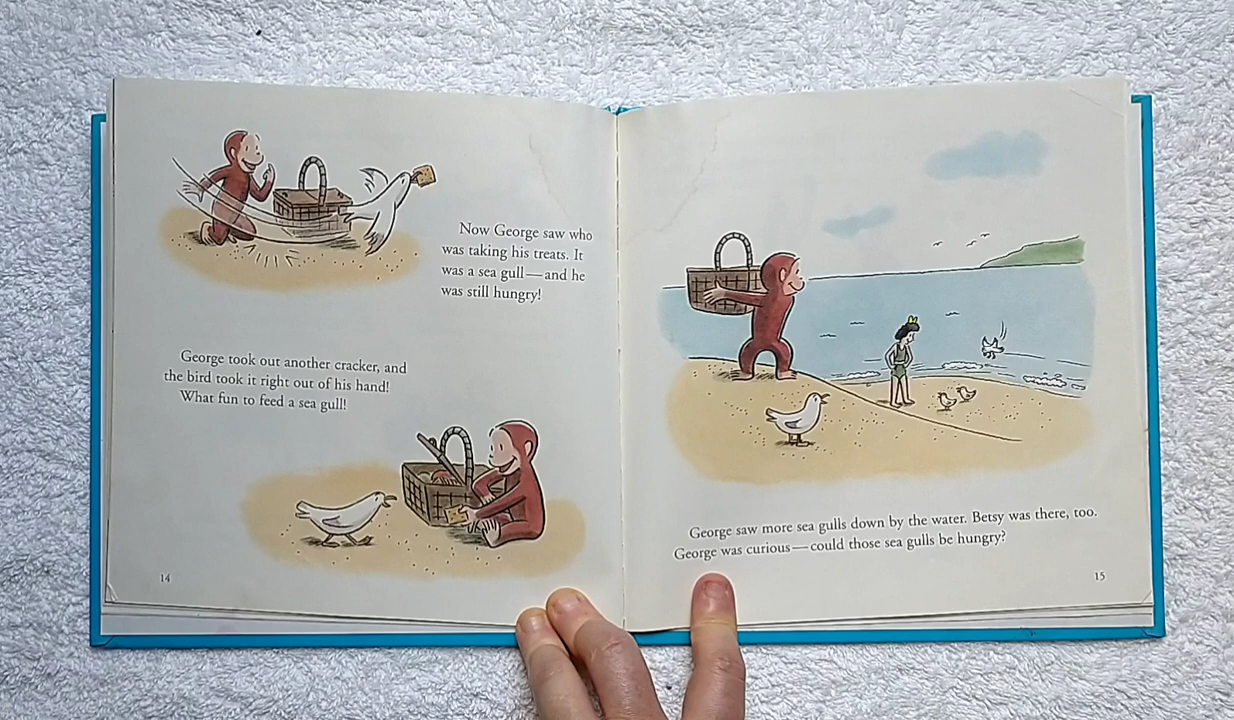 Now George saw who
was taking his treats. It
was a sea gull—and he
was still hungry!
George took out another cracker, and
the bird took it right out of his hand!
What fun to feed a sea gull!
14
George saw more sea gulls down by the water. Betsy was there, too.
George was curious—could those sea gulls be hungry?
15